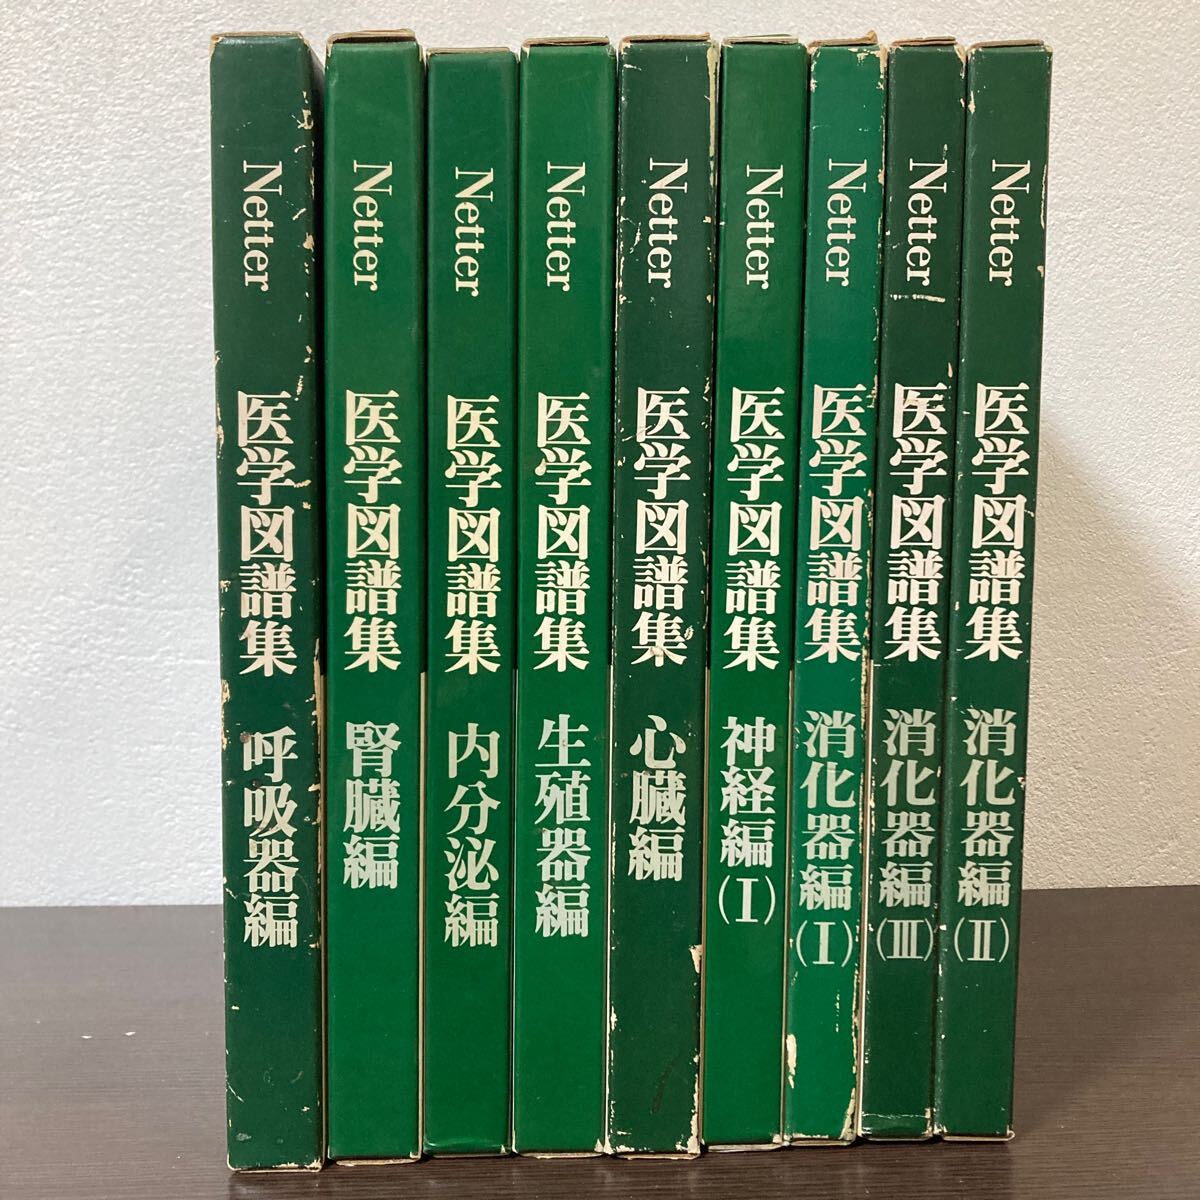 Netter 医学図譜集 呼吸器編
Netter 医学図譜集 腎臓編
Netter 医学図譜集 内分泌編
Netter 医学図譜集 生殖器編
Netter 医学図譜集 心臓編
Netter 医学図譜集 神経編(I)
Netter 医学図譜集 消化器編(I)
Netter 医学図譜集 消化器編(III)
Netter 医学図譜集 消化器編(II)